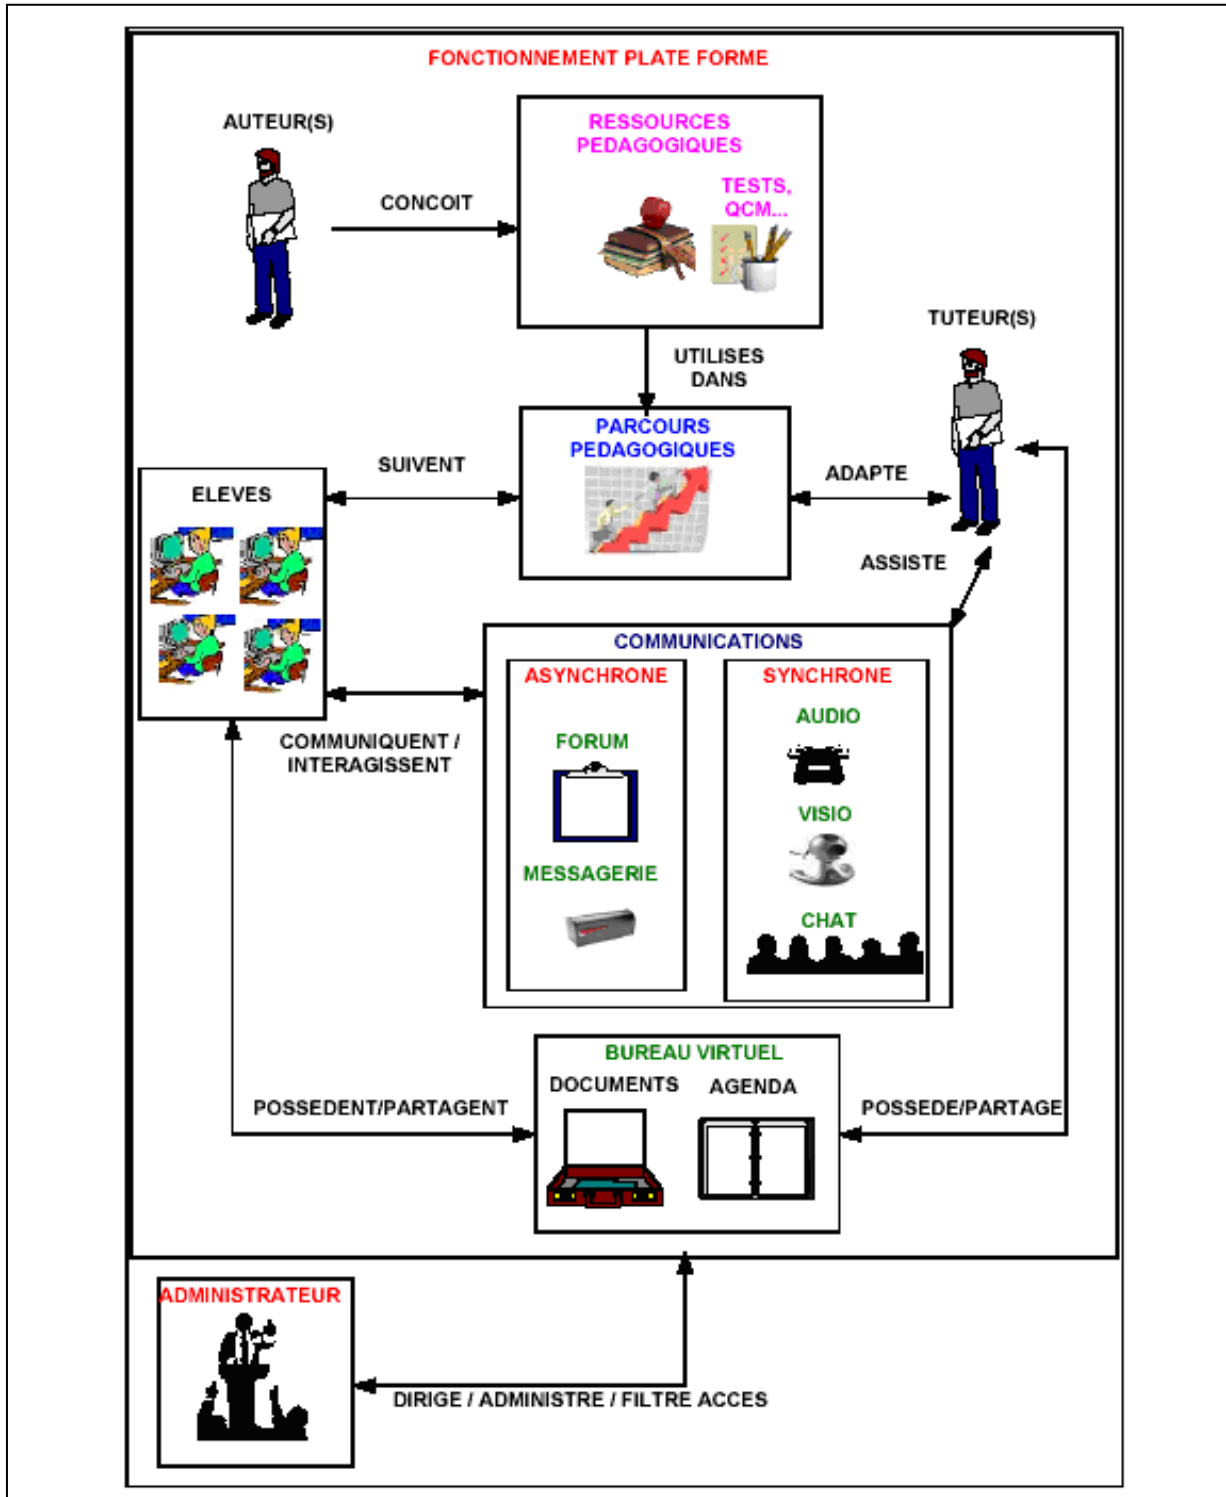 FONCTIONNEMENT PLATE FORME
AUTEUR(S)
CONCOIT
RESSOURCES
PEDAGOGIQUES
TESTS,
QCM...
UTILISES
DANS
TUTEUR(S)
PARCOURS
PEDAGOGIQUES
SUIVENT
ADAPTE
ELEVES
ASSISTE
COMMUNICATIONS
ASYNCHRONE
FORUM
MESSAGERIE
SYNCHRONE
AUDIO
VISIO
CHAT
COMMUNIQUENT /
INTERAGISSENT
BUREAU VIRTUEL
DOCUMENTS
AGENDA
POSSEDENT/PARTAGENT
POSSEDE/PARTAGE
ADMINISTRATEUR
DIRIGE / ADMINISTRE / FILTRE ACCES